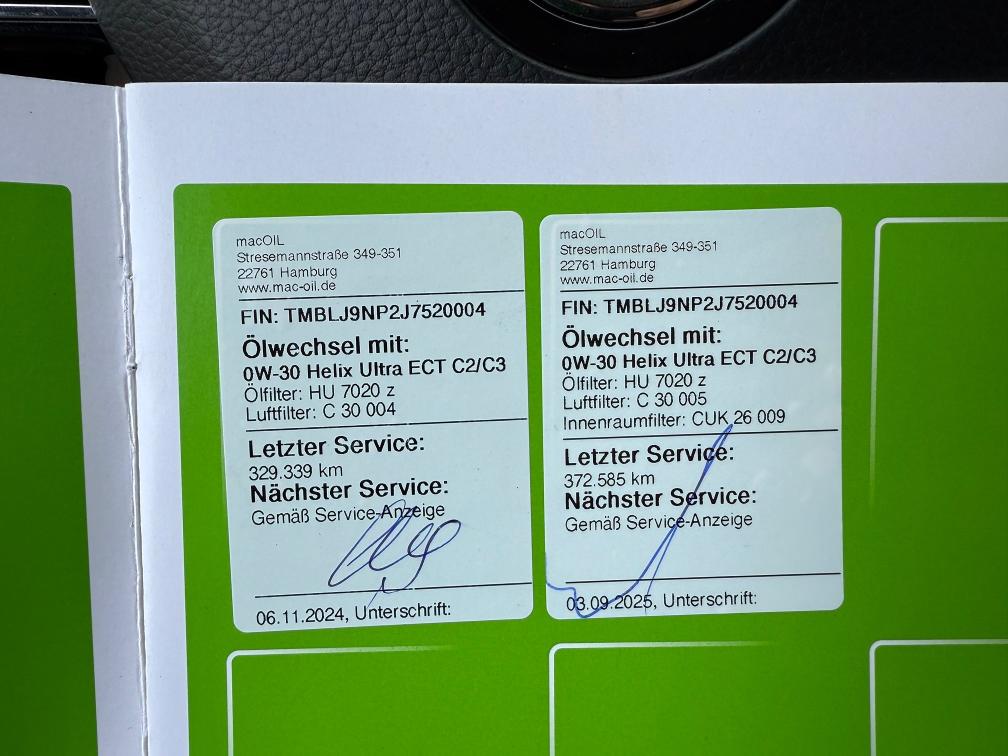 macOIL
Stresemannstraße 349-351
22761 Hamburg
www.mac-oil.de
FIN: TMBLJ9NP2J7520004
Ölwechsel mit:
0W-30 Helix Ultra ECT C2/C3
Ölfilter: HU 7020 z
Luftfilter: C 30 004
Letzter Service:
329.339 km
Nächster Service:
Gemäß Service-Anzeige
06.11.2024, Unterschrift:
macOIL
Stresemannstraße 349-351
22761 Hamburg
www.mac-oil.de
FIN: TMBLJ9NP2J7520004
Ölwechsel mit:
0W-30 Helix Ultra ECT C2/C3
Ölfilter: HU 7020 z
Luftfilter: C 30 005
Innenraumfilter: CUK 26 009
Letzter Service:
372.585 km
Nächster Service:
Gemäß Service-Anzeige
03.09.2025, Unterschrift: